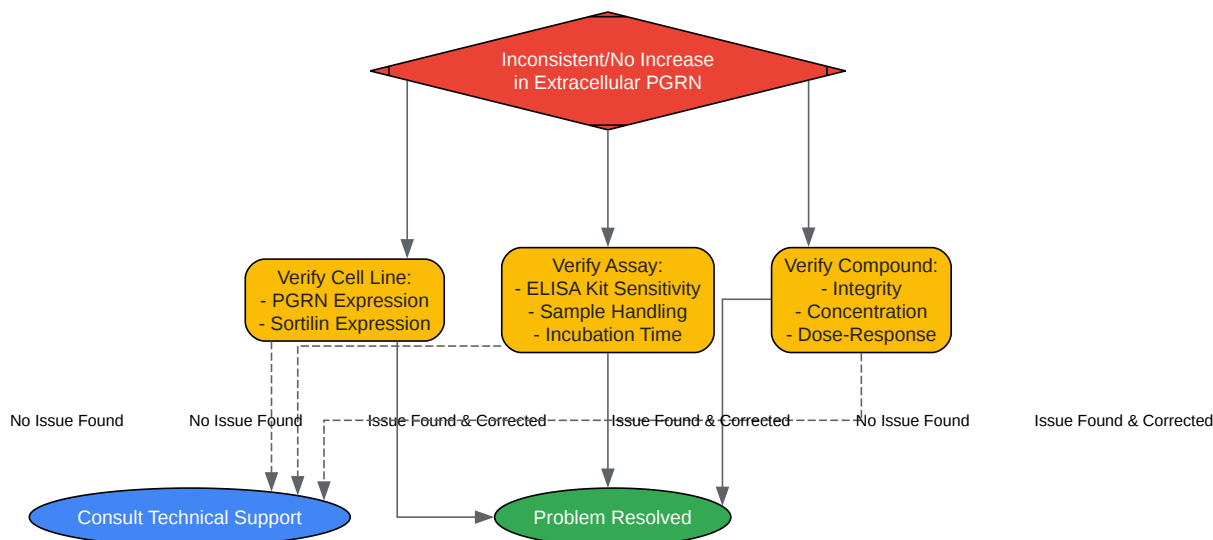 Inconsistent/No Increase
in Extracellular PGRN
Verify Cell Line:
- PGRN Expression
- Sortilin Expression
Verify Assay:
- ELISA Kit Sensitivity
- Sample Handling
- Incubation Time
Verify Compound:
- Integrity
- Concentration
- Dose-Response
No Issue Found
No Issue Found
Issue Found & Corrected
Issue Found & Corrected
No Issue Found
Issue Found & Corrected
Consult Technical Support
Problem Resolved